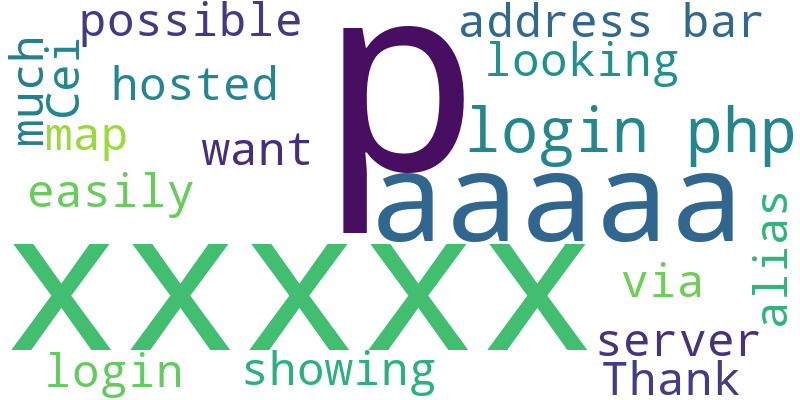 possible
p
address bar
much
Cei
looking
hosted
map
want
login php
easily
aaaaa
alias
xxxxx
via
server
login
showing
Thank